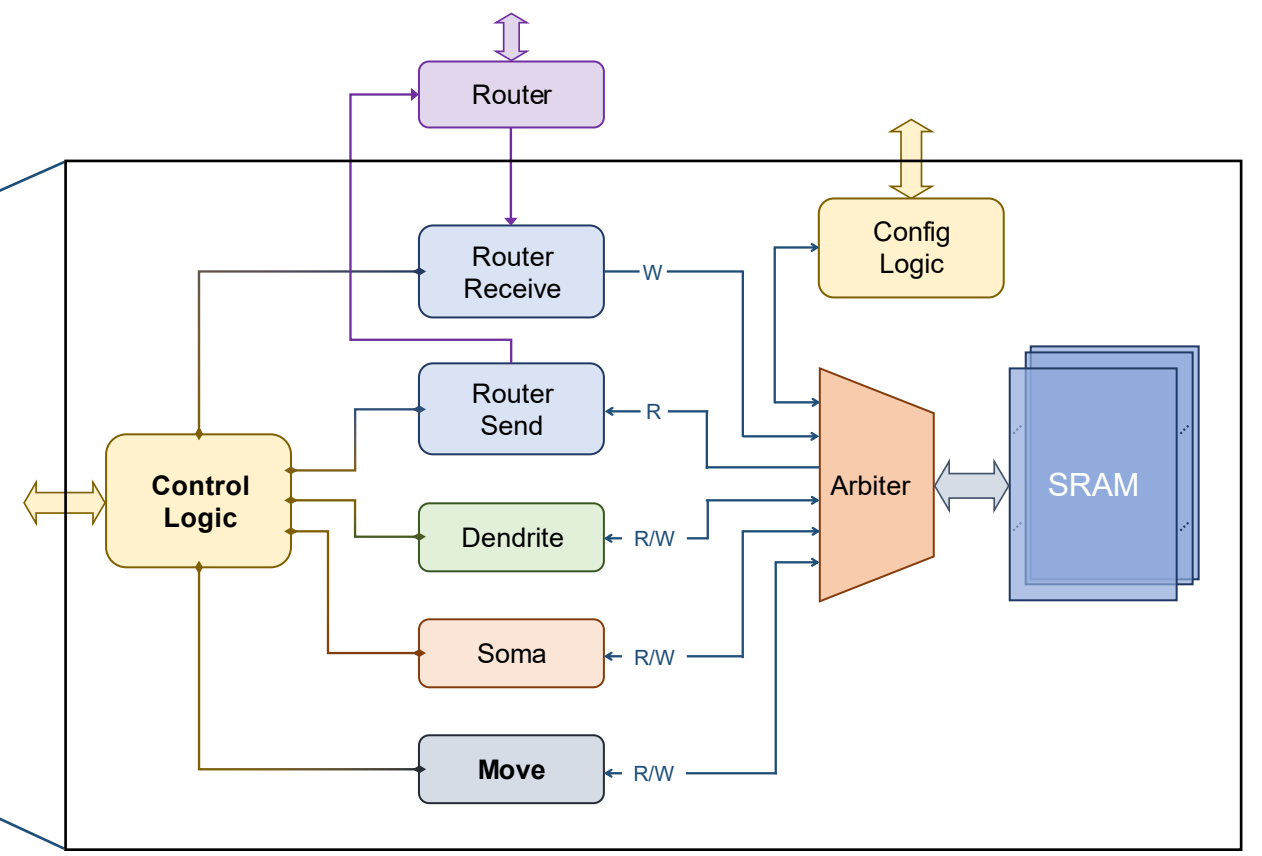 Router
Config
Logic
Router
Receive
W
Router
Send
R
Control
Logic
Arbiter
SRAM
Dendrite
R/W
Soma
R/W
Move
R/W